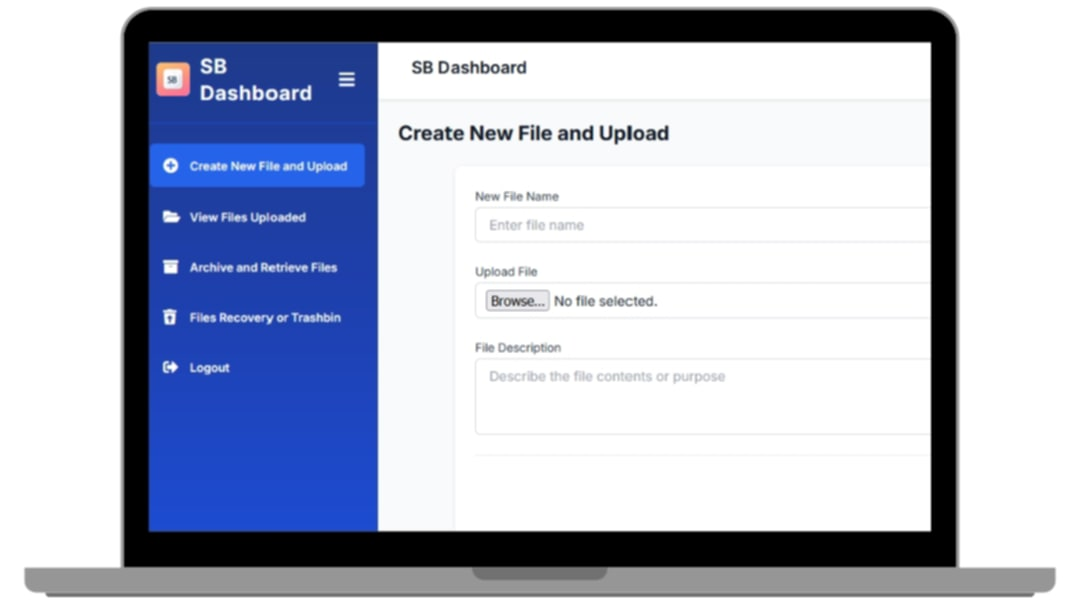 SB
SB
Dashboard
Create New File and Upload
View Files Uploaded
Archive and Retrieve Files
Files Recovery or Trashbin
Logout
SB Dashboard
Create New File and Upload
New File Name
Enter file name
Upload File
Browse... No file selected.
File Description
Describe the file contents or purpose